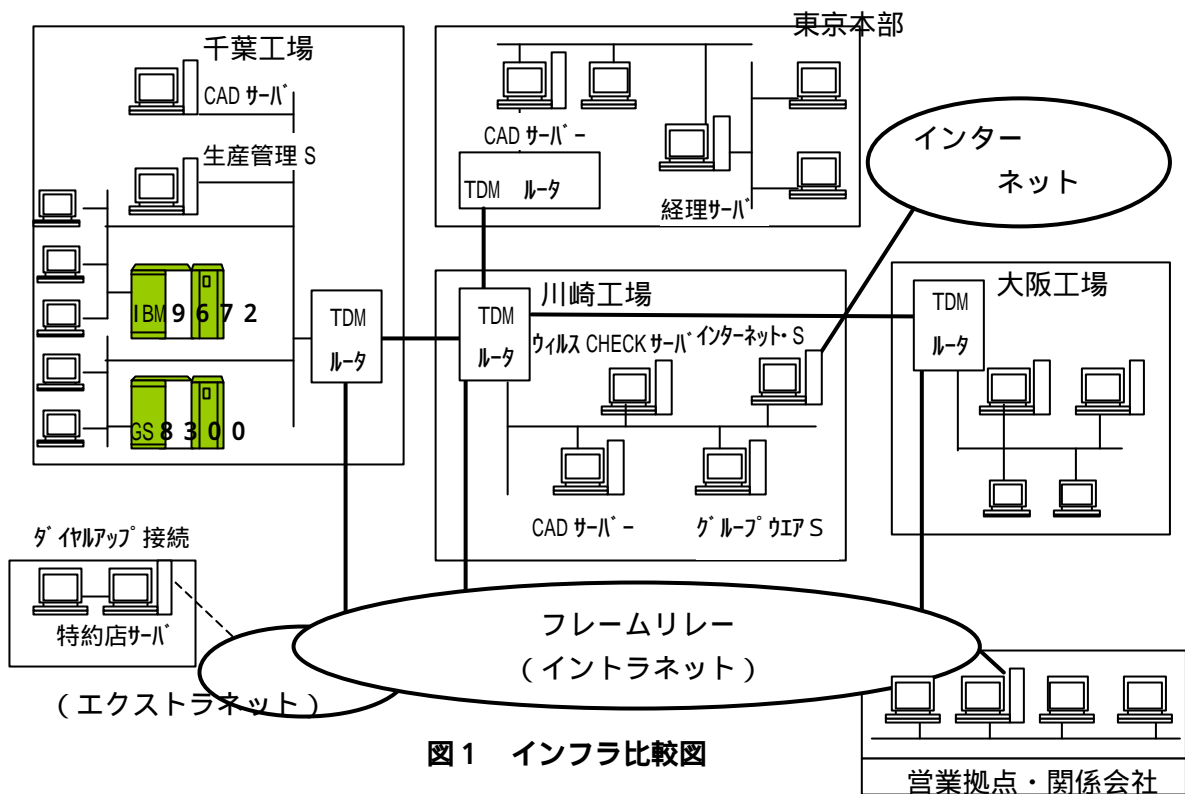 東京本部
千葉工場
CAD サーバ
生産管理 S
IBM 9 6 7 2
GS 8 3 0 0
TDM
ルータ
CAD サーバー
TDM ルータ
経理サーバ
インター
ネット
川崎工場
TDM
ルータ
ウィルス CHECK サーバ
インターネット・S
CAD サーバー
グループウエア S
大阪工場
TDM
ルータ
ダイヤルアップ接続
特約店サーバ
フレームリレー
(イントラネット)
(エクストラネット)
営業拠点・関係会社
図1 インフラ比較図